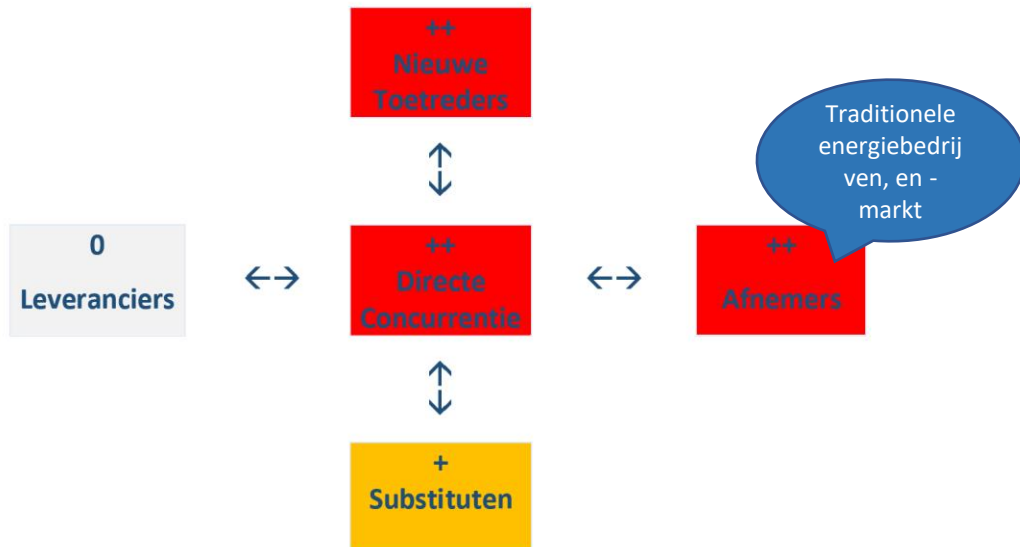 ++
Nieuwe
Toetreders
Traditionele
energiebedrij
ven, en -
markt
0
Leveranciers
++
Directe
Concurrentie
++
Afnemers
+
Substituten